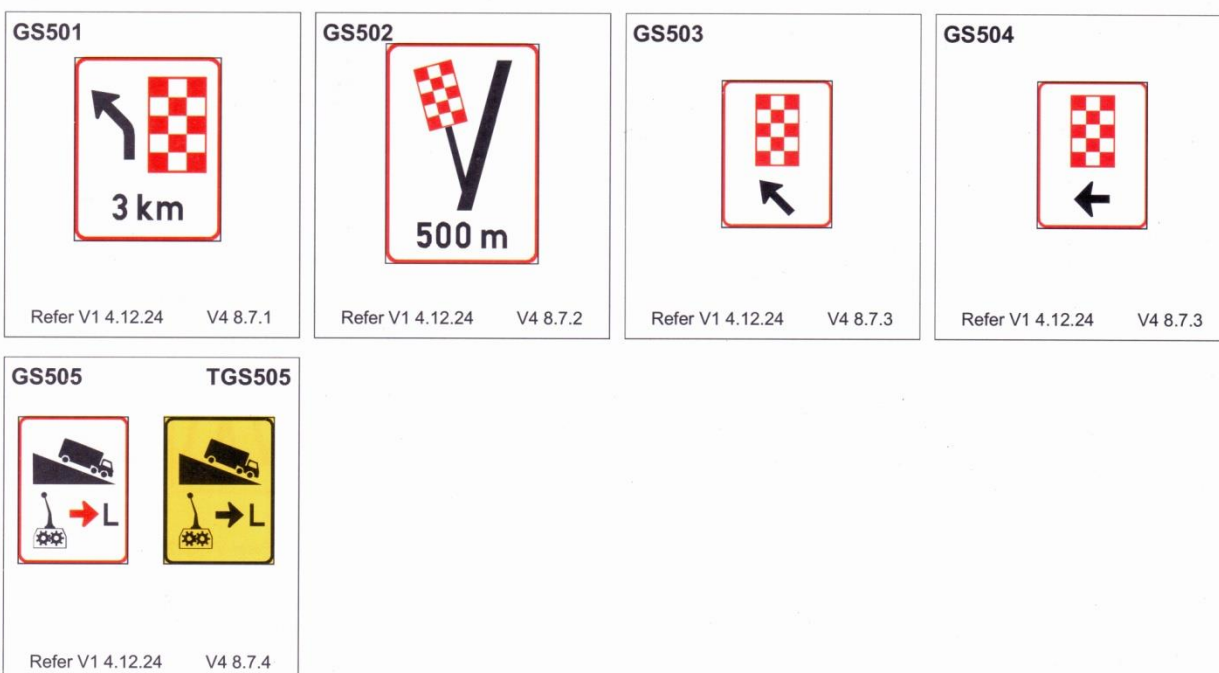 GS501
3 km
Refer V1 4.12.24 V4 8.7.1
GS502
500 m
Refer V1 4.12.24 V4 8.7.2
GS503
Refer V1 4.12.24 V4 8.7.3
GS504
Refer V1 4.12.24 V4 8.7.3
GS505 TGS505
L
L
Refer V1 4.12.24 V4 8.7.4